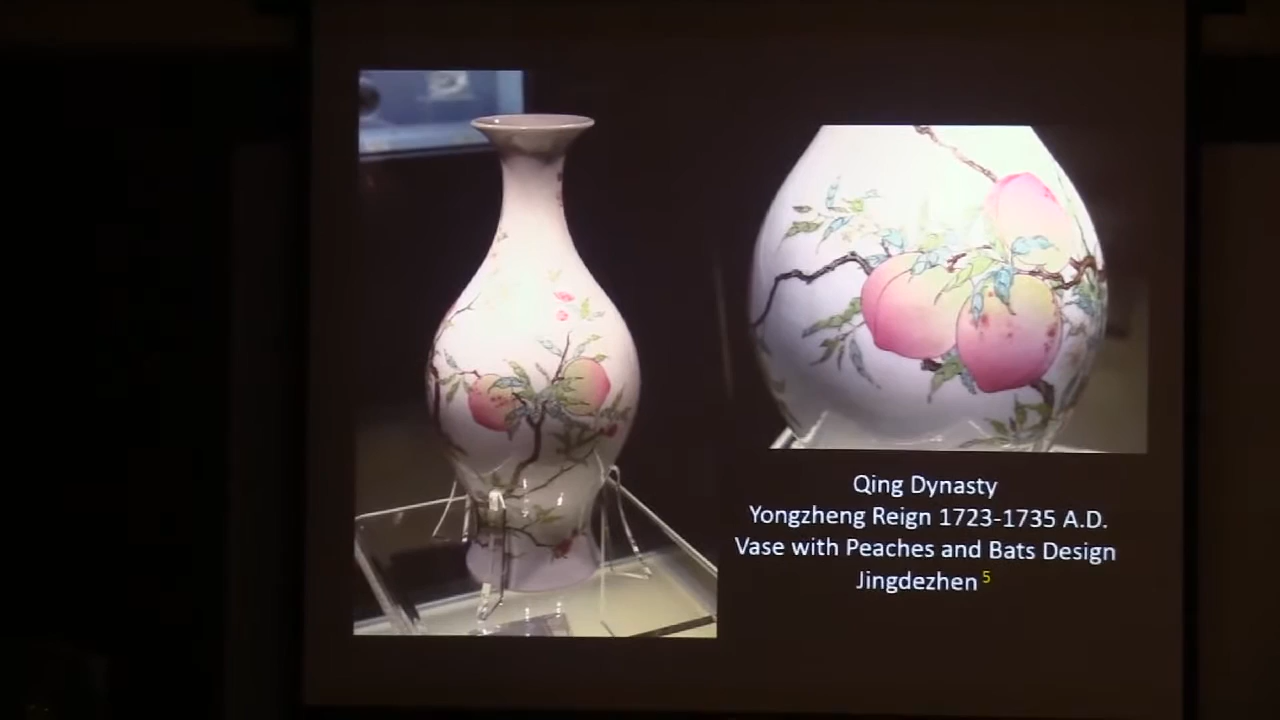 Qing Dynasty
Yongzheng Reign 1723-1735 A.D.
Vase with Peaches and Bats Design
Jingdezhen 5